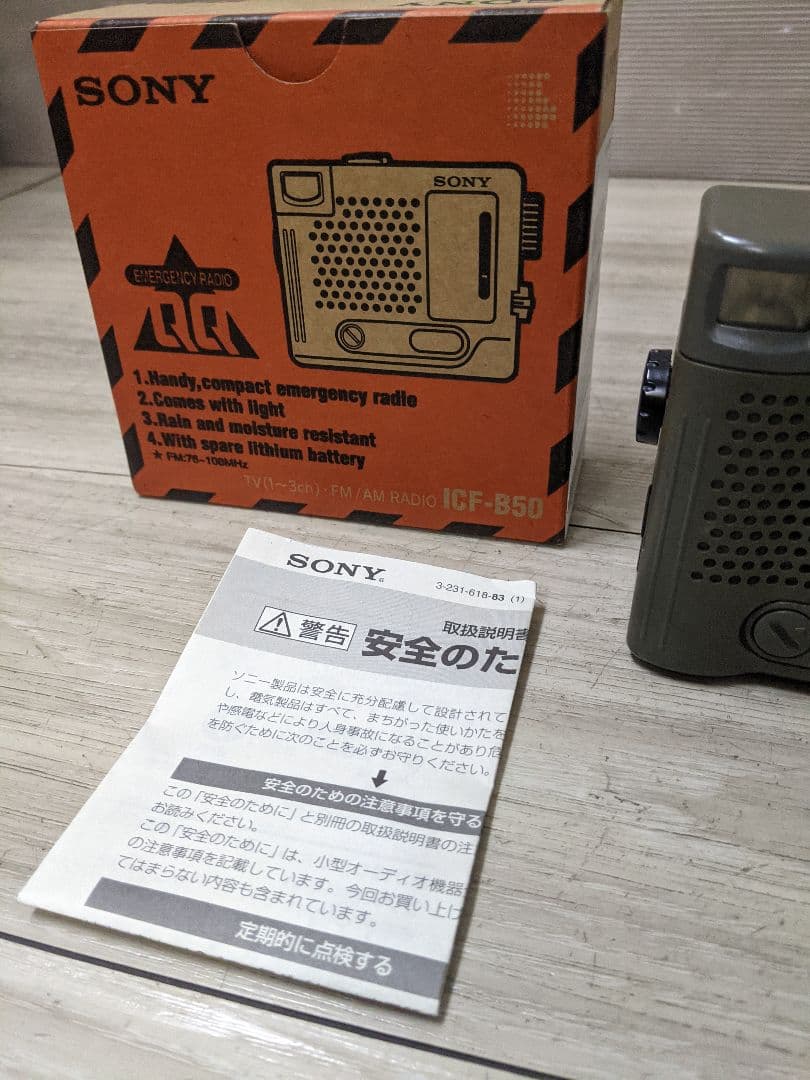 SONY
SONY
SONY
EMERGENCY RADIO
QQ
1.Handy,compact emergency radio
2.Comes with light
3.Rain and moisture resistant
4.With spare lithium battery
★ FM:76~108MHz
TV(1~3ch)・FM/AM RADIO ICF-B50
SONY®
3-231-618-83 (1)
取扱説明書
警告 安全のた
ソニー製品は安全に充分配慮して設計されて
し、電気製品はすべて、まちがった使いかたを
や感電などにより人身事故になることがあり危
を防ぐために次のことを必ずお守りください。
安全のための注意事項を守る
この「安全のために」と別冊の取扱説明書の注
お読みください。
この「安全のために」は、小型オーディオ機器
の注意事項を記載しています。今回お買い上げ
てはまらない内容も含まれています。
定期的に点検する